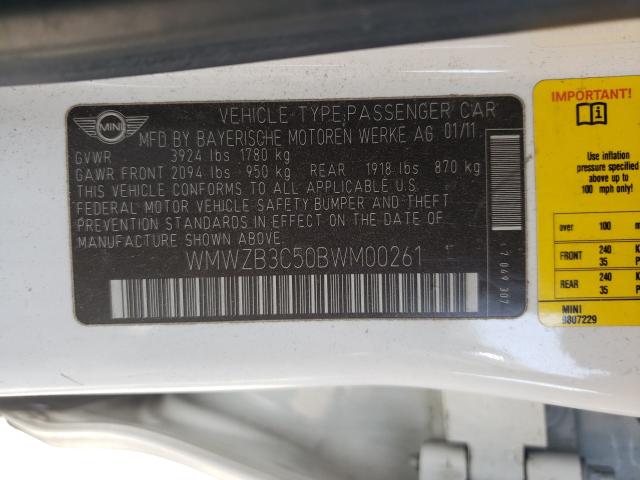 MINI
VEHICLE TYPE:PASSENGER CAR
MFD BY BAYERISCHE MOTOREN WERKE AG 01/11
GVWR 3924 lbs 1780 kg
GAWR FRONT 2094 lbs 950 kg REAR 1918 lbs 870 kg
THIS VEHICLE CONFORMS TO ALL APPLICABLE U.S.
FEDERAL MOTOR VEHICLE SAFETY BUMPER AND THEFT
PREVENTION STANDARDS IN EFFECT ON THE DATE OF
MANUFACTURE SHOWN ABOVE.
WMWZB3C50BWM00261
7 069 307
IMPORTANT!
Use inflation
pressure specified
above up to
100 mph only!
over 100
FRONT 240
35
REAR 240
35
MINI
9807229